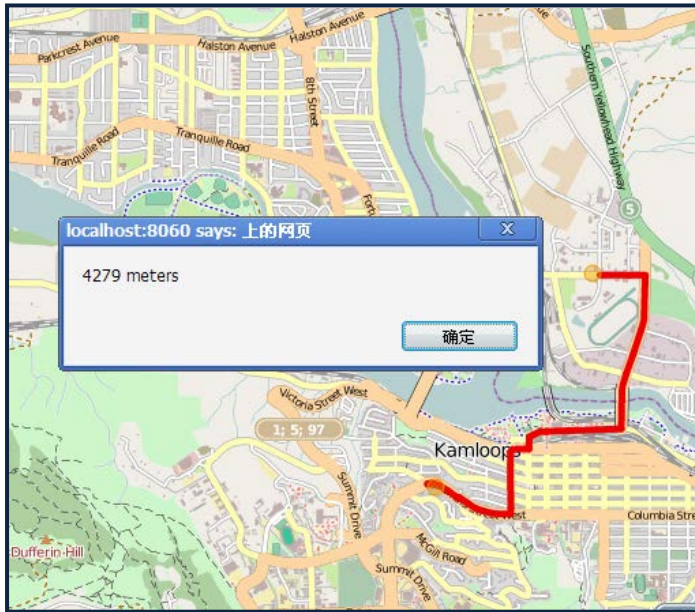 Parkcrest Avenue
Halston Avenue
Halston Avenue
8th Street
Southern Yellowhead Highway
Tranquille Road
Tranquille Road
5
localhost:8060 says: 上的网页
X
4279 meters
确定
Victoria Street West
1; 5; 97
Kamloops
Summit Drive
West
Columbia Stre
McGill Road
Dufferin Hill
Summit Drive